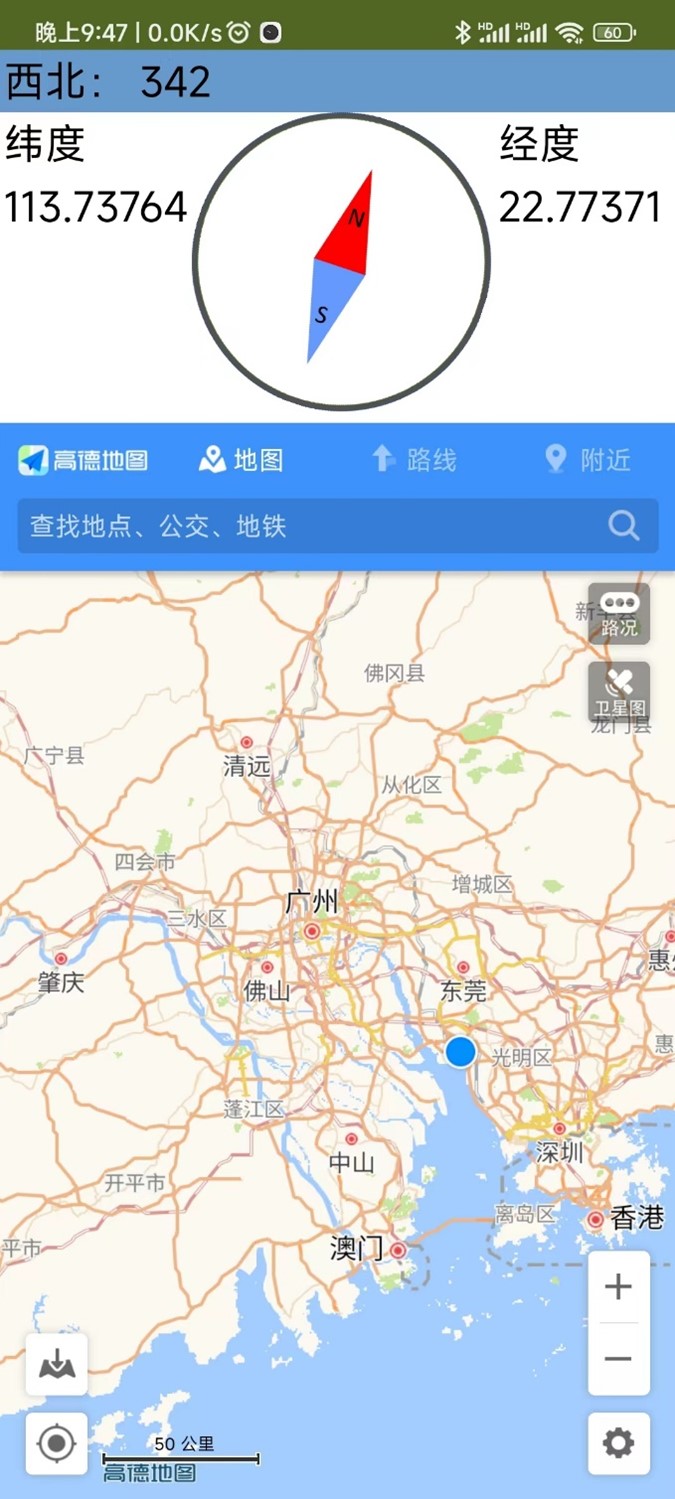 晚上9:47 | 0.0K/s HD HD 60
西北： 342
纬度 经度
113.73764 22.77371
N
S
高德地图 地图 路线 附近
查找地点、公交、地铁
路况
佛冈县
卫星图
龙门县
广宁县
清远
从化区
四会市
增城区
广州
三水区
肇庆
佛山
东莞
惠
光明区
蓬江区
深圳
中山
开平市
离岛区
香港
平市
澳门
50 公里
高德地图